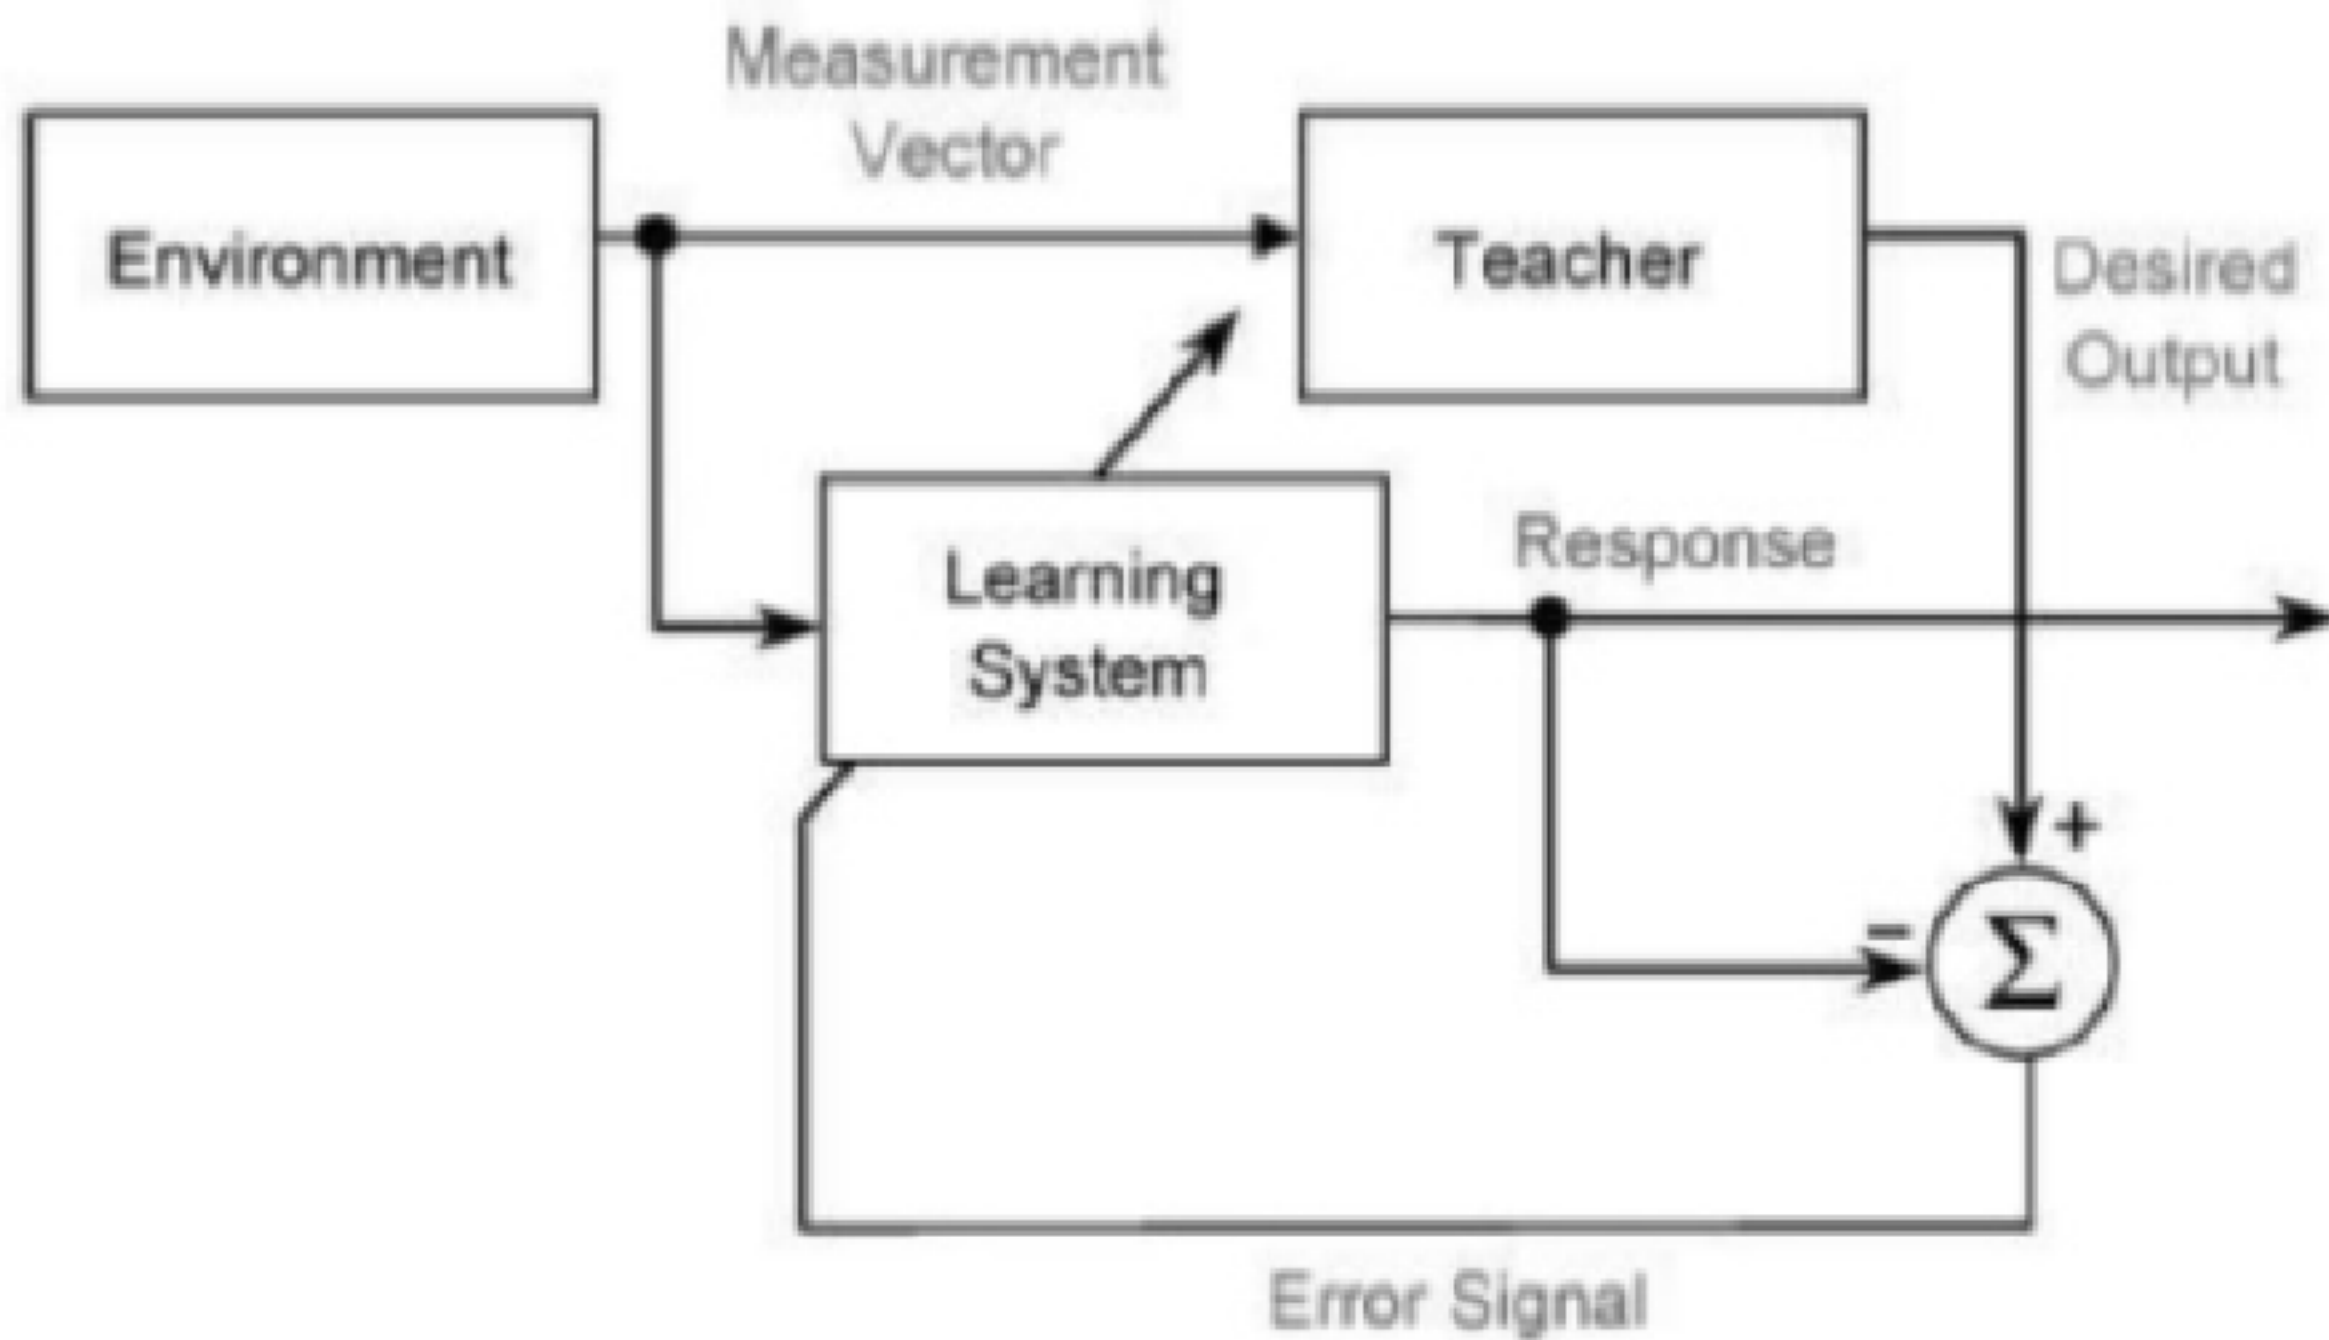 Measurement
Vector
Environment
Teacher
Desired
Output
Learning
System
Response
+
−
Σ
Error Signal